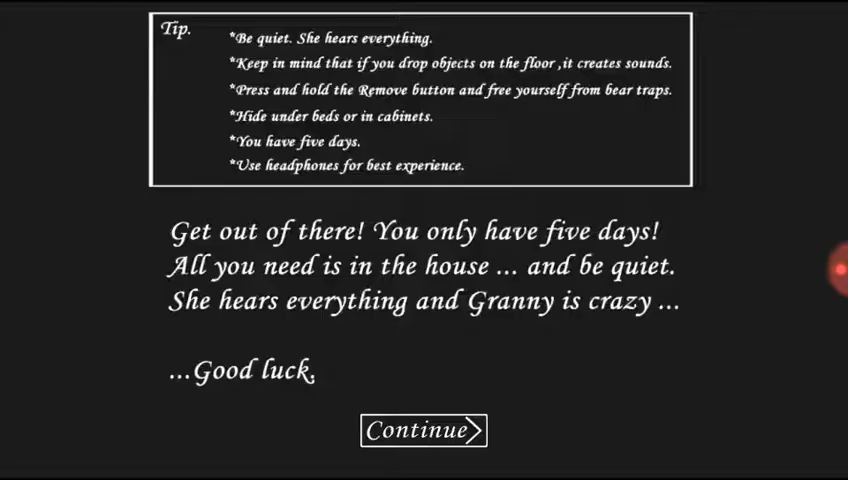 Tip.
*Be quiet. She hears everything.
*Keep in mind that if you drop objects on the floor ,it creates sounds.
*Press and hold the Remove button and free yourself from bear traps.
*Hide under beds or in cabinets.
*You have five days.
*Use headphones for best experience.
Get out of there! You only have five days!
All you need is in the house ... and be quiet.
She hears everything and Granny is crazy ...
...Good luck.
Continue